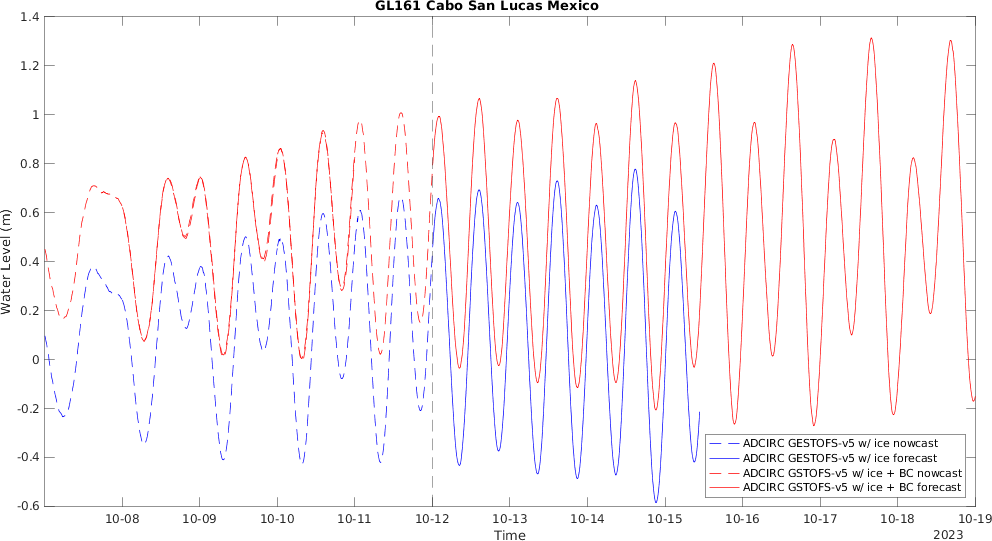 GL161 Cabo San Lucas Mexico
Water Level (m)
1.4
1.2
1
0.8
0.6
0.4
0.2
0
-0.2
-0.4
-0.6
10-08 10-09 10-10 10-11 10-12 10-13 10-14 10-15 10-16 10-17 10-18 10-19
Time
2023
ADCIRC GESTOFS-v5 w/ ice nowcast
ADCIRC GESTOFS-v5 w/ ice forecast
ADCIRC GSTOFS-v5 w/ ice + BC nowcast
ADCIRC GSTOFS-v5 w/ ice + BC forecast